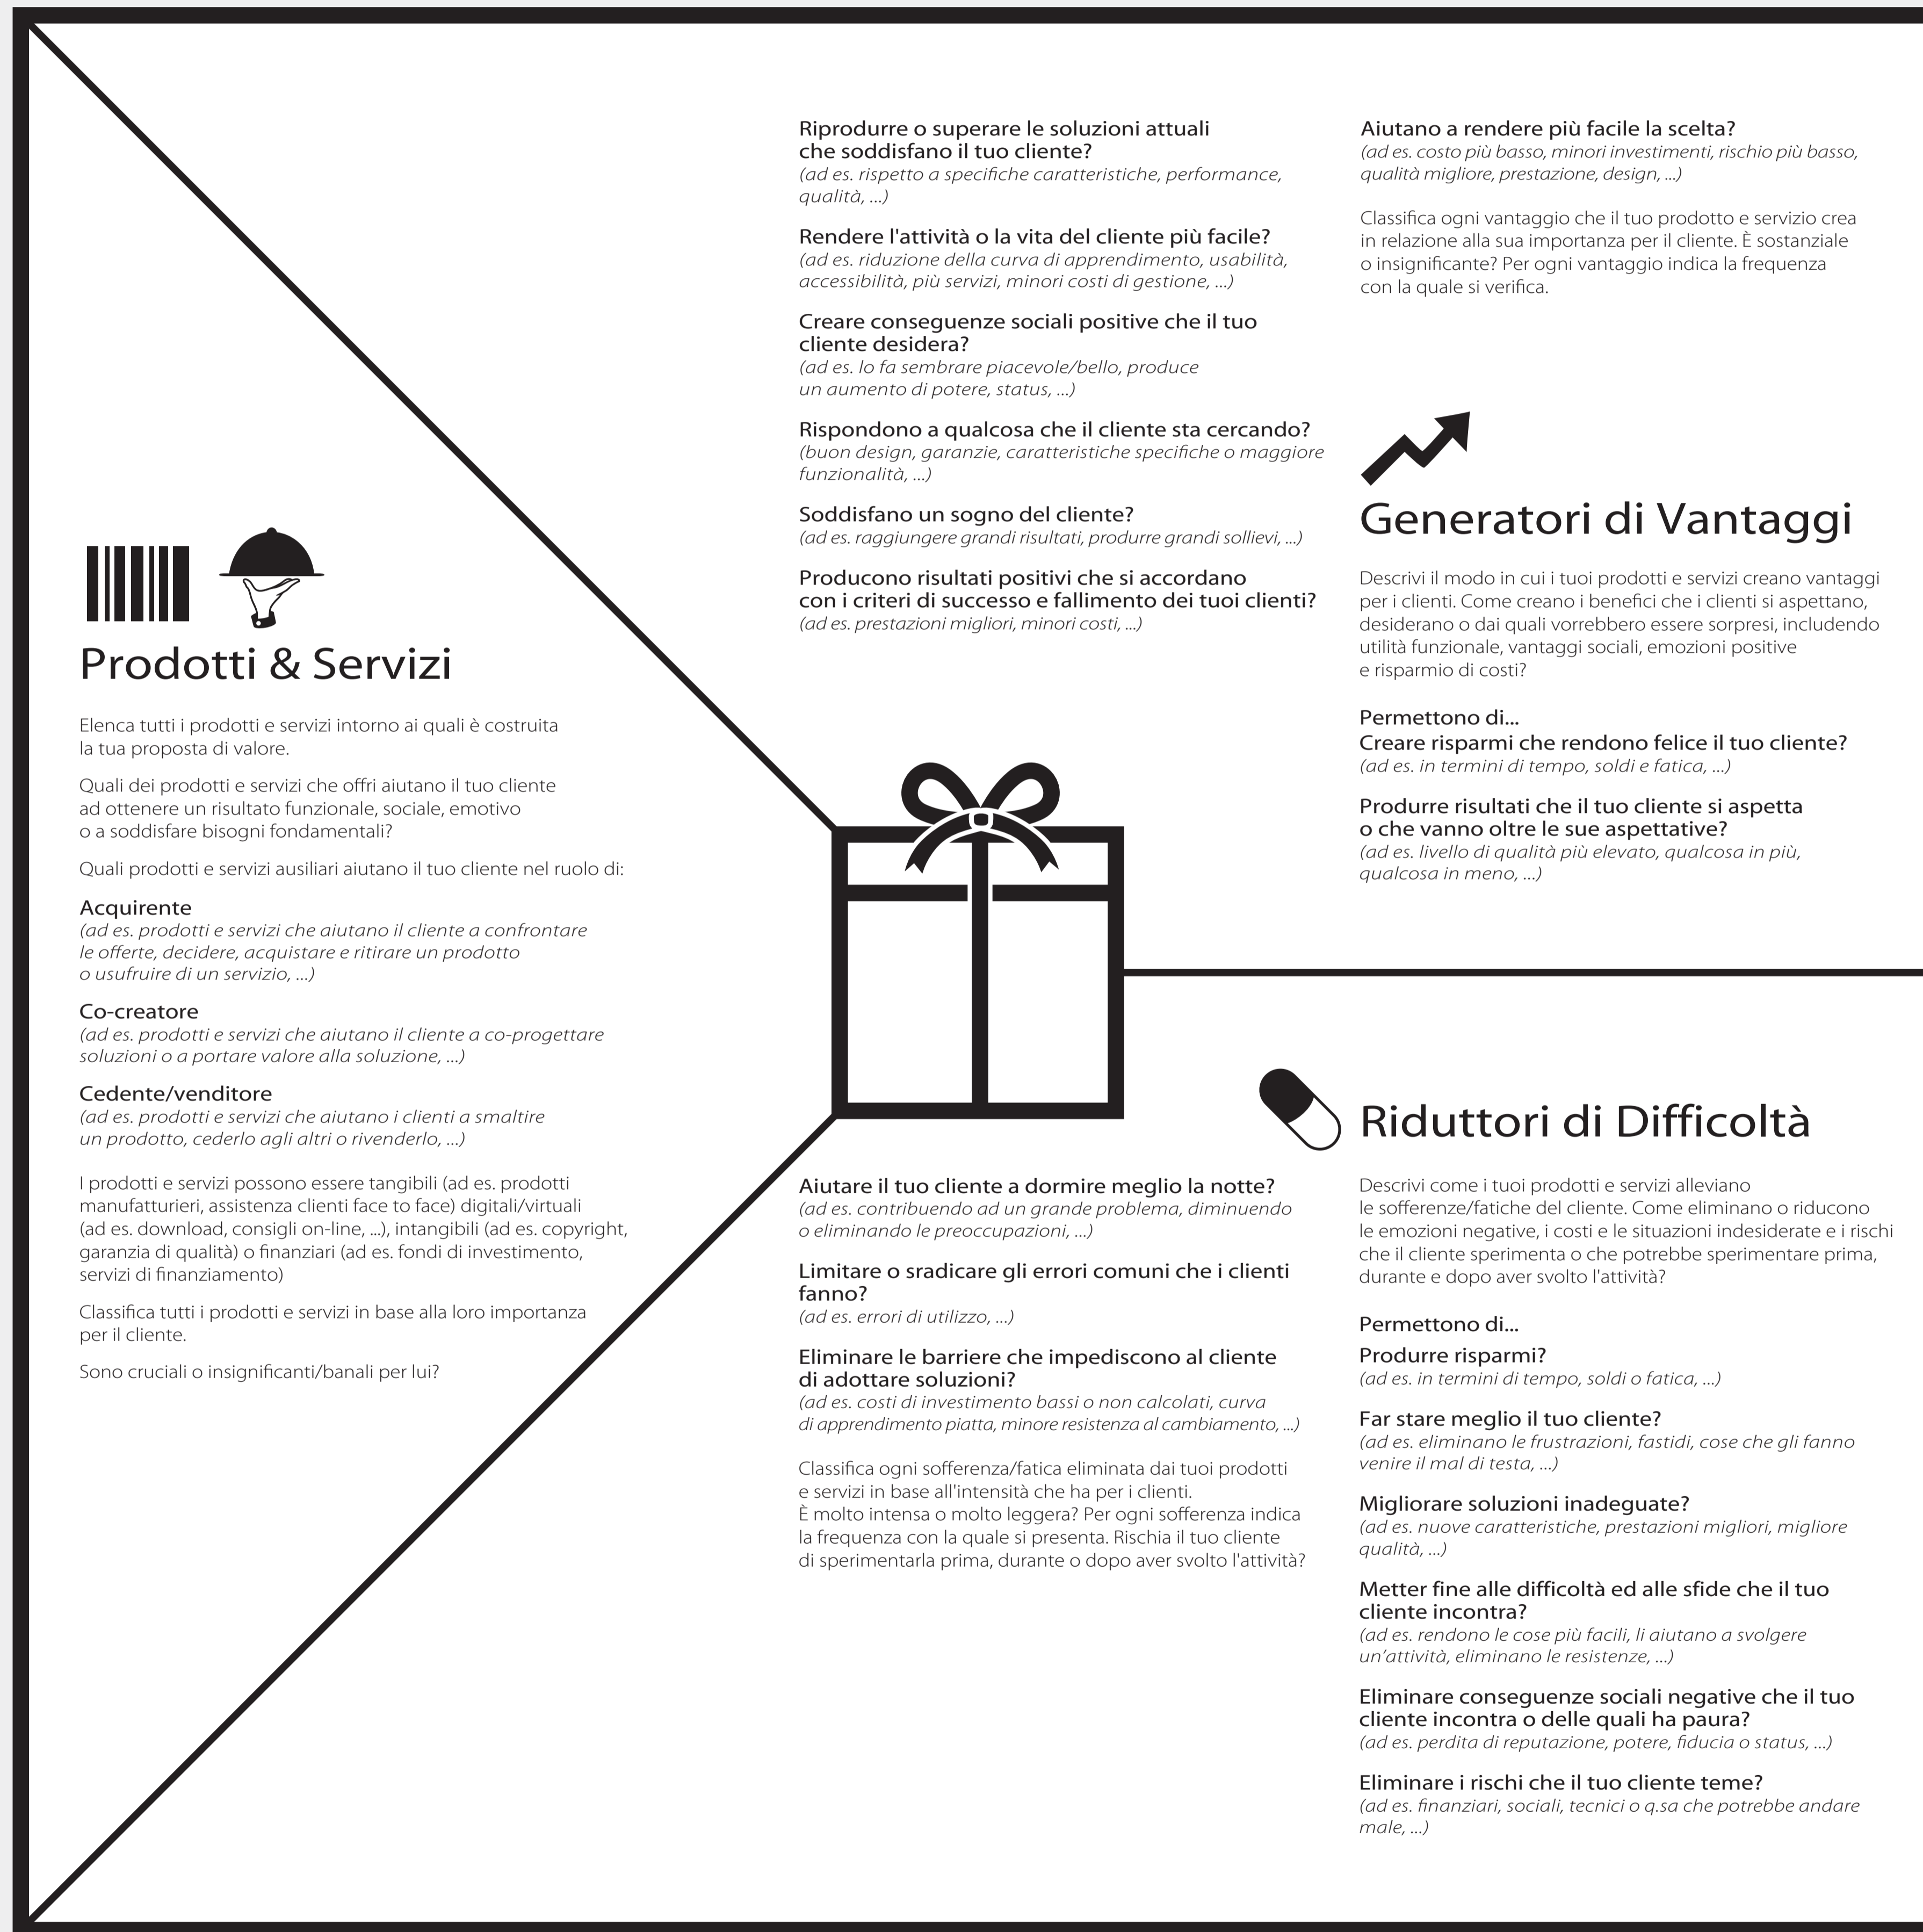 Prodotti & Servizi
Elenca tutti i prodotti e servizi intorno ai quali è costruita
la tua proposta di valore.
Quali dei prodotti e servizi che offri aiutano il tuo cliente
ad ottenere un risultato funzionale, sociale, emotivo
o a soddisfare bisogni fondamentali?
Quali prodotti e servizi ausiliari aiutano il tuo cliente nel ruolo di:
Acquirente
(ad es. prodotti e servizi che aiutano il cliente a confrontare
le offerte, decidere, acquistare e ritirare un prodotto
o usufruire di un servizio, ...)
Co-creatore
(ad es. prodotti e servizi che aiutano il cliente a co-progettare
soluzioni o a portare valore alla soluzione, ...)
Cedente/venditore
(ad es. prodotti e servizi che aiutano i clienti a smaltire
un prodotto, cederlo agli altri o rivenderlo, ...)
I prodotti e servizi possono essere tangibili (ad es. prodotti
manufatturieri, assistenza clienti face to face) digitali/virtuali
(ad es. download, consigli on-line, ...), intangibili (ad es. copyright,
garanzia di qualità) o finanziari (ad es. fondi di investimento,
servizi di finanziamento)
Classifica tutti i prodotti e servizi in base alla loro importanza
per il cliente.
Sono cruciali o insignificanti/banali per lui?
Generatori di Vantaggi
Descrivi il modo in cui i tuoi prodotti e servizi creano vantaggi
per i clienti. Come creano i benefici che i clienti si aspettano,
desiderano o dai quali vorrebbero essere sorpresi, includendo
utilità funzionale, vantaggi sociali, emozioni positive
e risparmio di costi?
Permettono di...
Creare risparmi che rendono felice il tuo cliente?
(ad es. in termini di tempo, soldi e fatica, ...)
Produrre risultati che il tuo cliente si aspetta
o che vanno oltre le sue aspettative?
(ad es. livello di qualità più elevato, qualcosa in più,
qualcosa in meno, ...)
Riprodurre o superare le soluzioni attuali
che soddisfano il tuo cliente?
(ad es. rispetto a specifiche caratteristiche, performance,
qualità, ...)
Rendere l'attività o la vita del cliente più facile?
(ad es. riduzione della curva di apprendimento, usabilità,
accessibilità, più servizi, minori costi di gestione, ...)
Creare conseguenze sociali positive che il tuo
cliente desidera?
(ad es. lo fa sembrare piacevole/bello, produce
un aumento di potere, status, ...)
Rispondono a qualcosa che il cliente sta cercando?
(buon design, garanzie, caratteristiche specifiche o maggiore
funzionalità, ...)
Soddisfano un sogno del cliente?
(ad es. raggiungere grandi risultati, produrre grandi sollievi, ...)
Producono risultati positivi che si accordano
con i criteri di successo e fallimento dei tuoi clienti?
(ad es. prestazioni migliori, minori costi, ...)
Aiutano a rendere più facile la scelta?
(ad es. costo più basso, minori investimenti, rischio più basso,
qualità migliore, prestazione, design, ...)
Classifica ogni vantaggio che il tuo prodotto e servizio crea
in relazione alla sua importanza per il cliente. È sostanziale
o insignificante? Per ogni vantaggio indica la frequenza
con la quale si verifica.
Riduttori di Difficoltà
Descrivi come i tuoi prodotti e servizi alleviano
le sofferenze/fatiche del cliente. Come eliminano o riducono
le emozioni negative, i costi e le situazioni indesiderate e i rischi
che il cliente sperimenta o che potrebbe sperimentare prima,
durante e dopo aver svolto l'attività?
Permettono di...
Produrre risparmi?
(ad es. in termini di tempo, soldi o fatica, ...)
Far stare meglio il tuo cliente?
(ad es. eliminano le frustrazioni, fastidi, cose che gli fanno
venire il mal di testa, ...)
Migliorare soluzioni inadeguate?
(ad es. nuove caratteristiche, prestazioni migliori, migliore
qualità, ...)
Metter fine alle difficoltà ed alle sfide che il tuo
cliente incontra?
(ad es. rendono le cose più facili, li aiutano a svolgere
un’attività, eliminano le resistenze, ...)
Eliminare conseguenze sociali negative che il tuo
cliente incontra o delle quali ha paura?
(ad es. perdita di reputazione, potere, fiducia o status, ...)
Eliminare i rischi che il tuo cliente teme?
(ad es. finanziari, sociali, tecnici o q.sa che potrebbe andare
male, ...)
Aiutare il tuo cliente a dormire meglio la notte?
(ad es. contribuendo ad un grande problema, diminuendo
o eliminando le preoccupazioni, ...)
Limitare o sradicare gli errori comuni che i clienti
fanno?
(ad es. errori di utilizzo, ...)
Eliminare le barriere che impediscono al cliente
di adottare soluzioni?
(ad es. costi di investimento bassi o non calcolati, curva
di apprendimento piatta, minore resistenza al cambiamento, ...)
Classifica ogni sofferenza/fatica eliminata dai tuoi prodotti
e servizi in base all'intensità che ha per i clienti.
È molto intensa o molto leggera? Per ogni sofferenza indica
la frequenza con la quale si presenta. Rischia il tuo cliente
di sperimentarla prima, durante o dopo aver svolto l'attività?